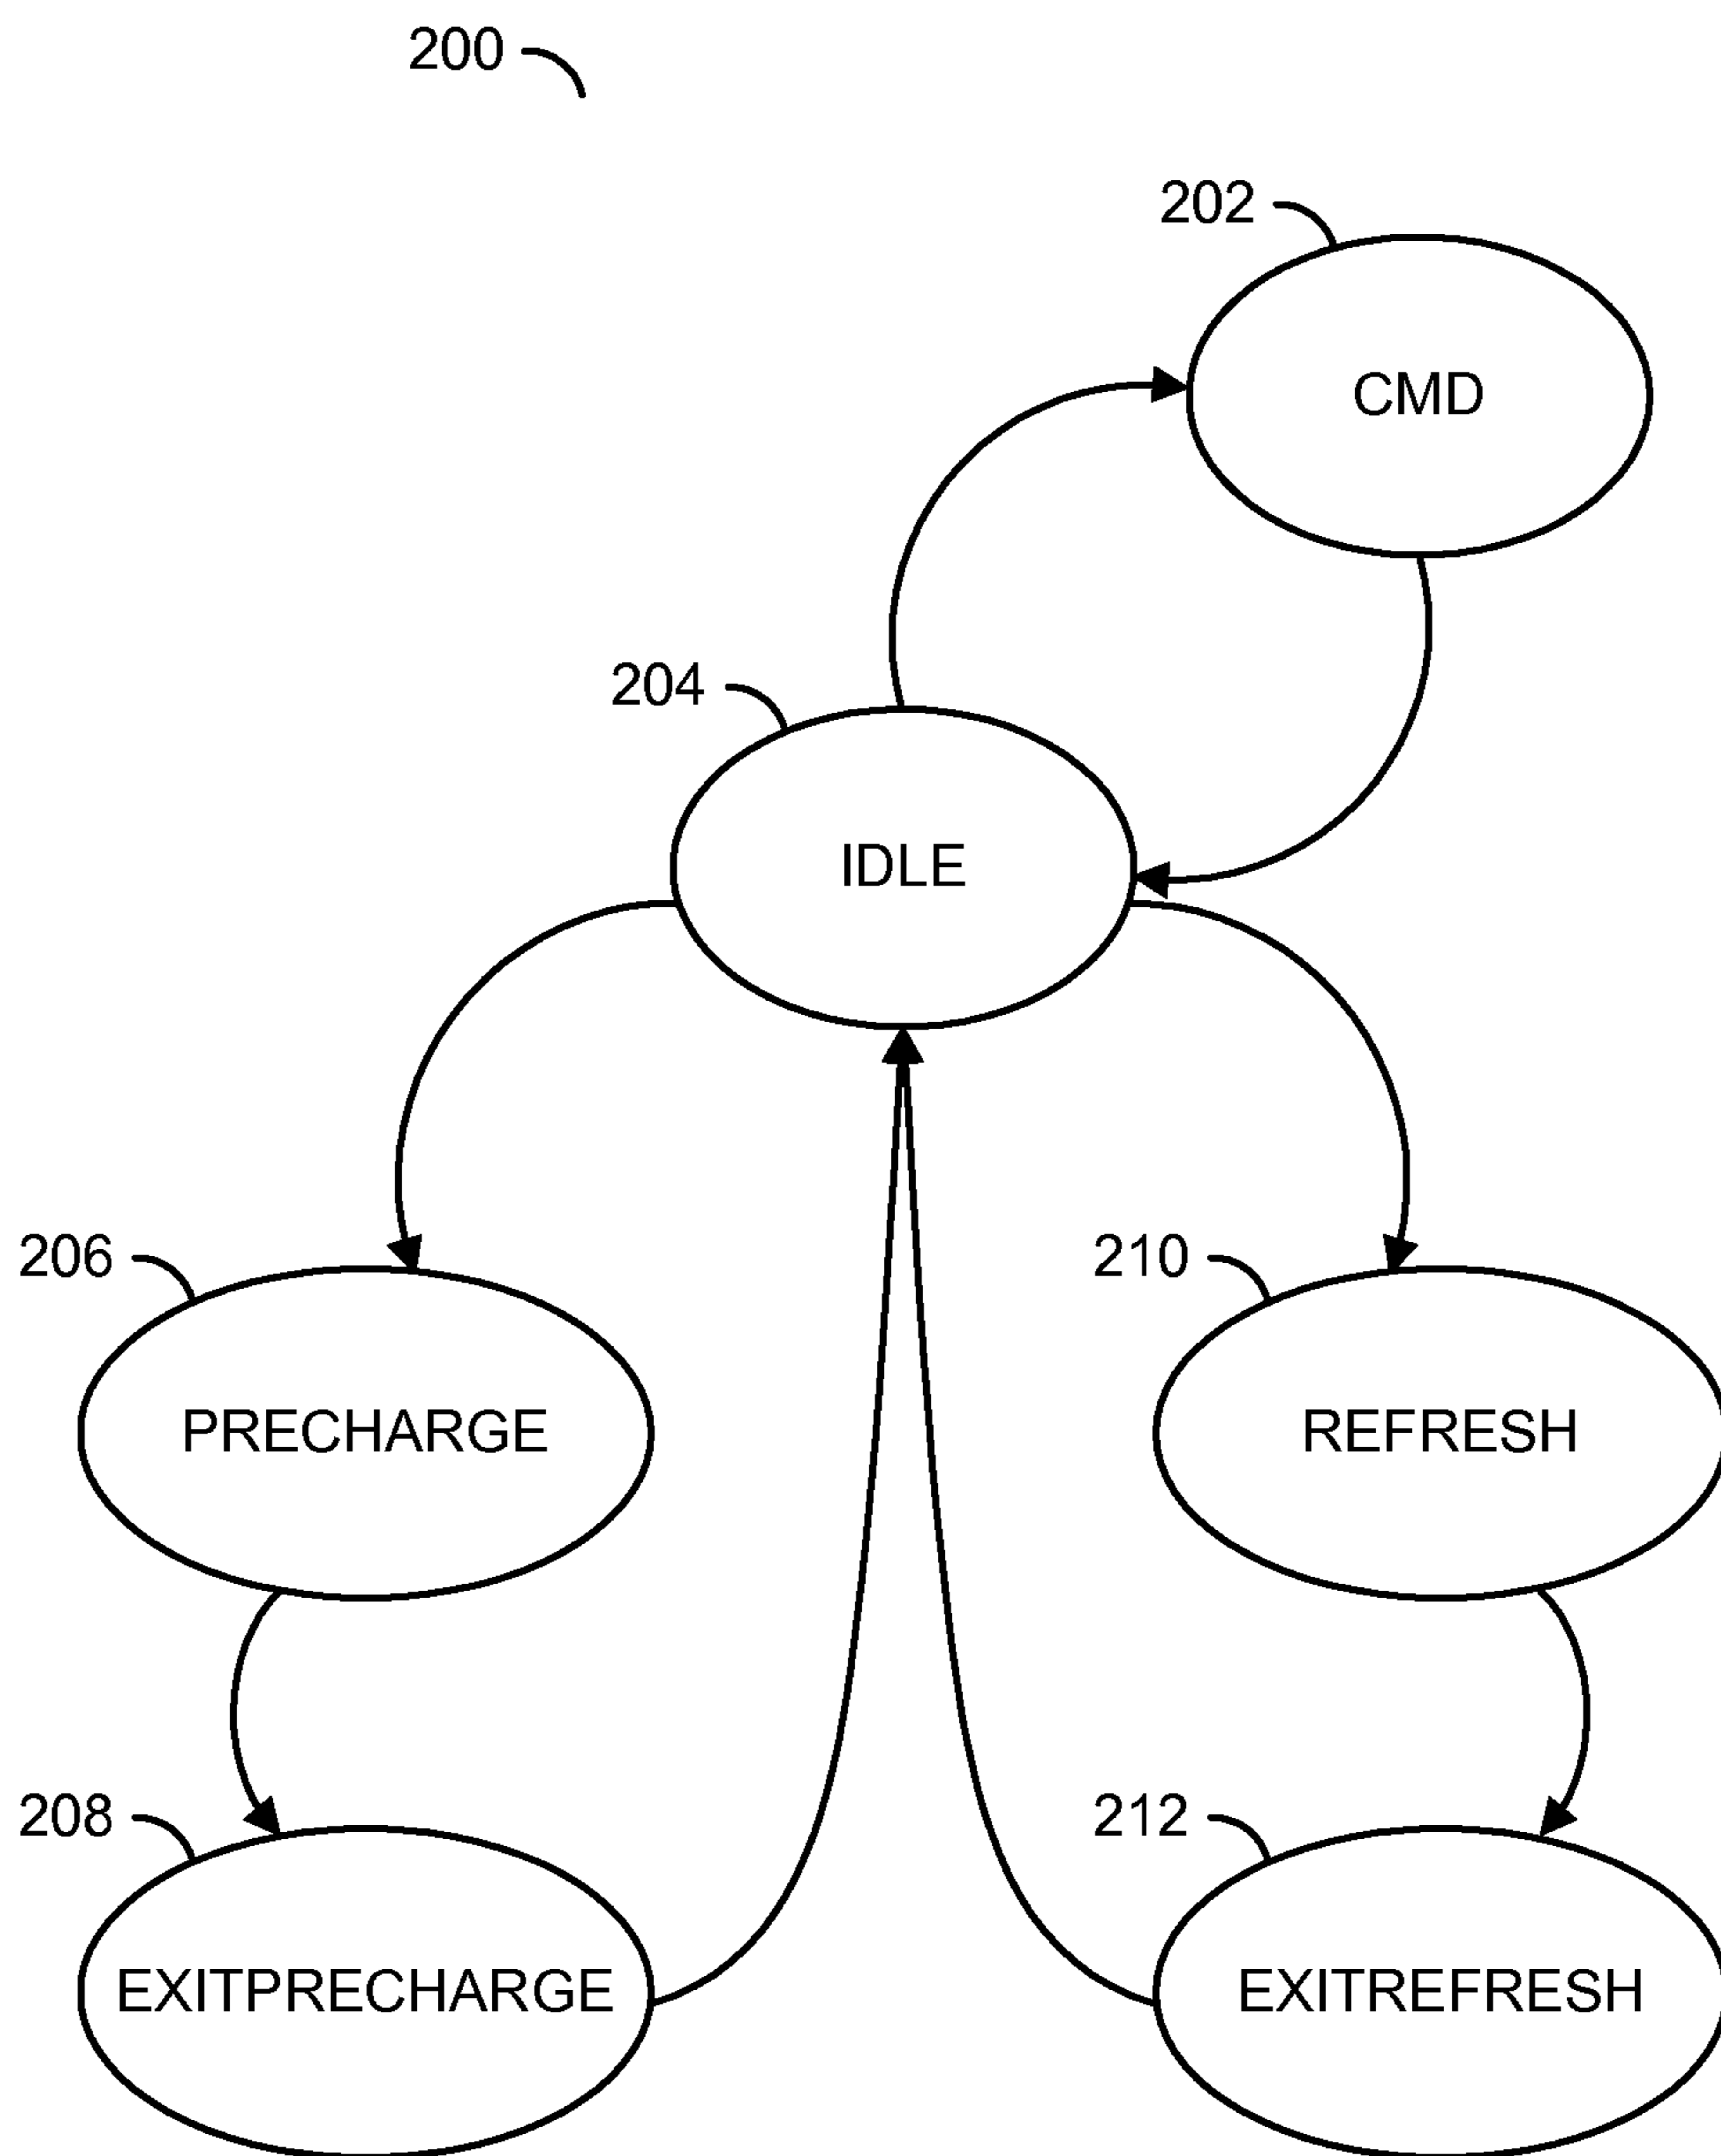 200
202
CMD
204
IDLE
206
210
PRECHARGE
REFRESH
208
212
EXITPRECHARGE
EXITREFRESH